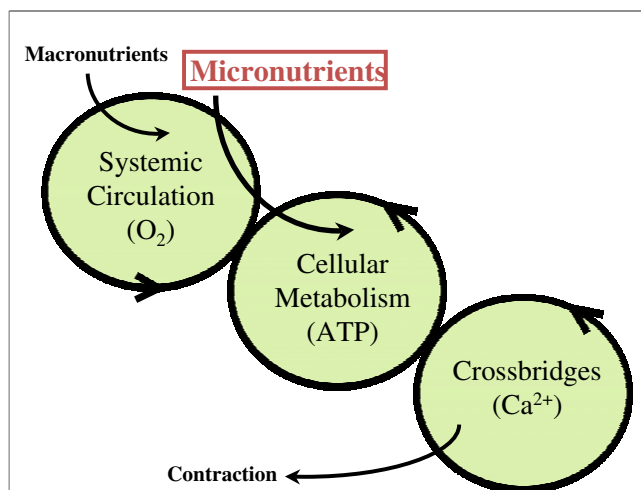 Macronutrients
Micronutrients
Systemic
Circulation
(O₂)
Cellular
Metabolism
(ATP)
Crossbridges
(Ca²⁺)
Contraction